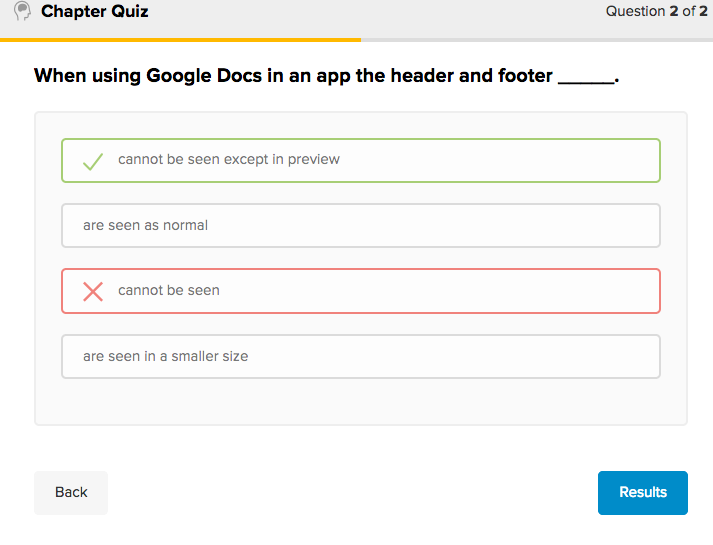 Chapter Quiz
Question 2 of 2
When using Google Docs in an app the header and footer ______.
cannot be seen except in preview
are seen as normal
cannot be seen
are seen in a smaller size
Back
Results